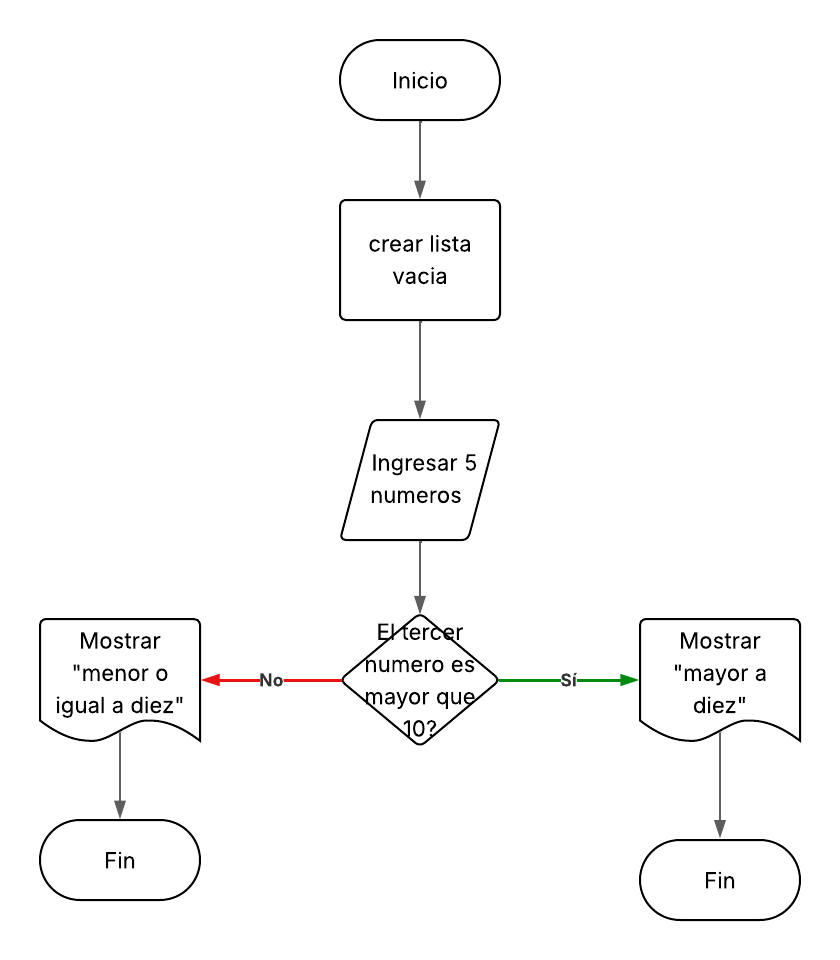 Inicio
crear lista
vacia
Ingresar 5
numeros
El tercer
numero es
mayor que
10?
No
Sí
Mostrar
"menor o
igual a diez"
Mostrar
"mayor a
diez"
Fin
Fin